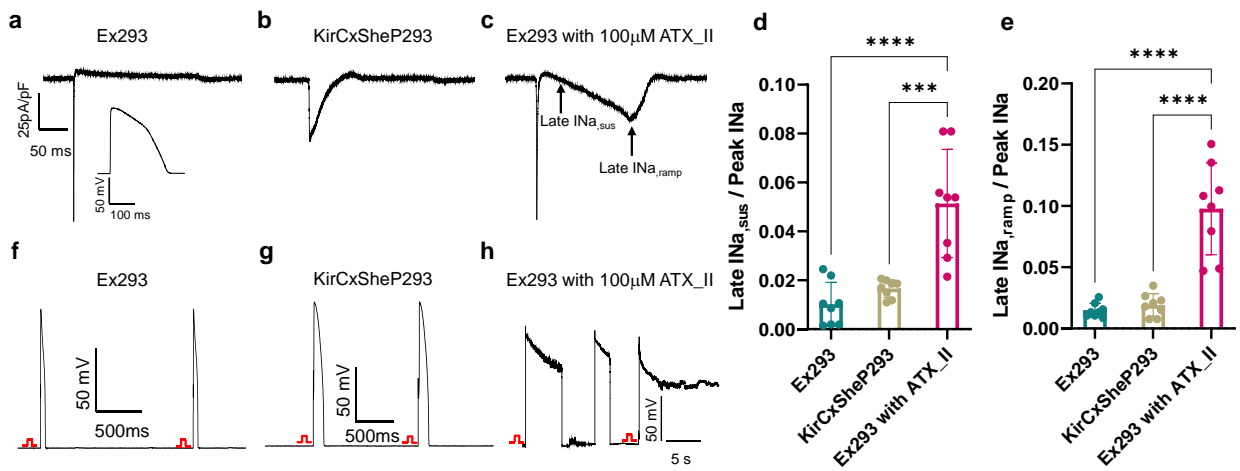 a
Ex293
25pA/pF
50 ms
50 mV
100 ms
b
KirCxSheP293
c
Ex293 with 100μM ATX_II
Late INa,sus
Late INa,ramp
d
****
***
Late INa,sus / Peak INa
0.10
0.08
0.06
0.04
0.02
0.00
Ex293
KirCxSheP293
Ex293 with ATX_II
e
****
****
Late INa,ramp / Peak INa
0.20
0.15
0.10
0.05
0.00
Ex293
KirCxSheP293
Ex293 with ATX_II
f
Ex293
50 mV
500ms
g
KirCxSheP293
50 mV
500ms
h
Ex293 with 100μM ATX_II
50 mV
5 s